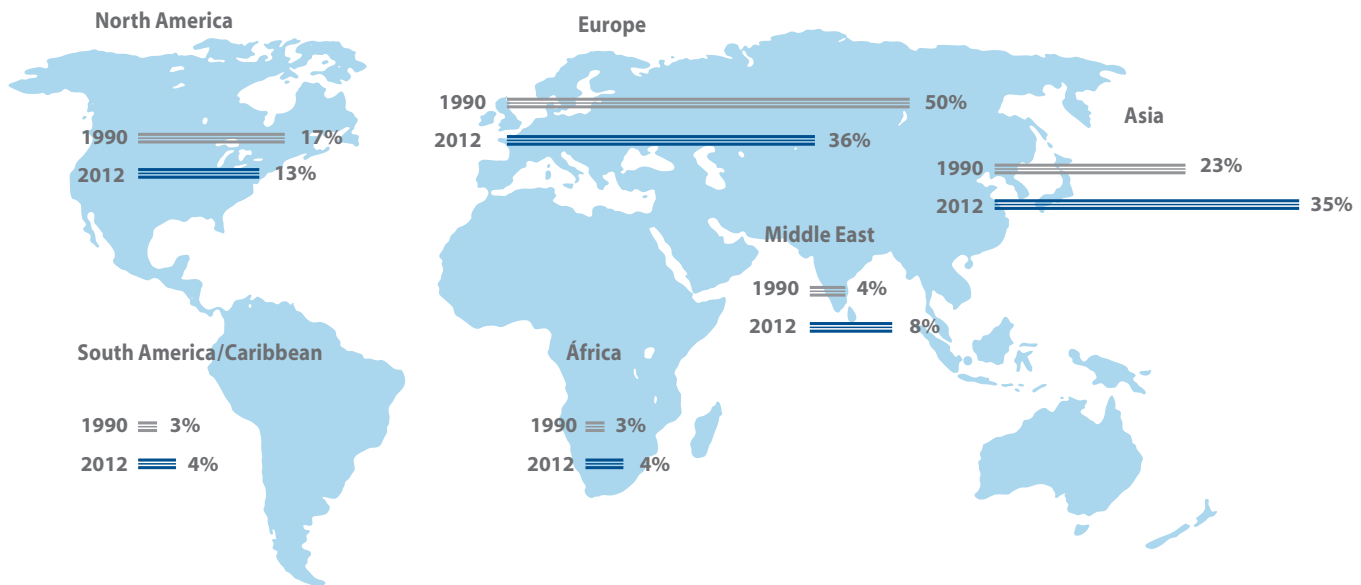 North America
1990 17%
2012 13%
Europe
1990 50%
2012 36%
Asia
1990 23%
2012 35%
Middle East
1990 4%
2012 8%
South America/Caribbean
1990 3%
2012 4%
África
1990 3%
2012 4%